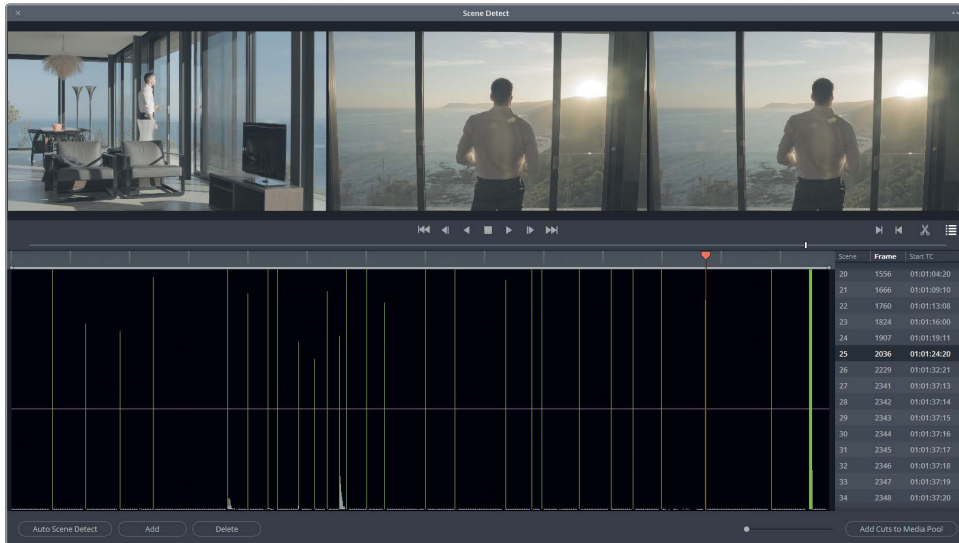 Scene Detect
Scene Frame Start TC
20 1556 01:01:04:20
21 1666 01:01:09:10
22 1760 01:01:13:08
23 1824 01:01:16:00
24 1907 01:01:19:11
25 2036 01:01:24:20
26 2229 01:01:32:21
27 2341 01:01:37:13
28 2342 01:01:37:14
29 2343 01:01:37:15
30 2344 01:01:37:16
31 2345 01:01:37:17
32 2346 01:01:37:18
33 2347 01:01:37:19
34 2348 01:01:37:20
Auto Scene Detect Add Delete Add Cuts to Media Pool